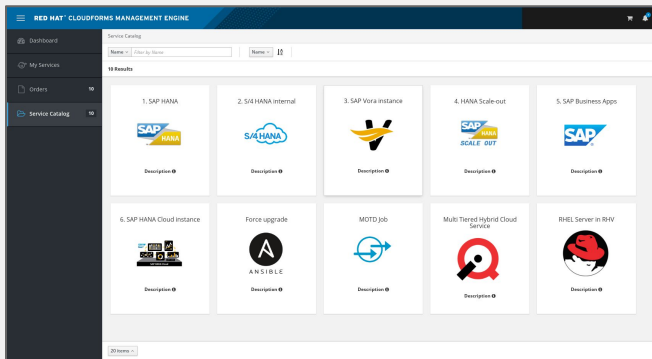 RED HAT® CLOUDFORMS MANAGEMENT ENGINE
Dashboard
My Services
Orders 10
Service Catalog 10
Service Catalog
Name Filter by Name Name
10 Results
1. SAP HANA
SAP HANA
Description
2. S/4 HANA internal
S/4 HANA
Description
3. SAP Vora instance
Description
4. HANA Scale-out
SAP HANA
SCALE OUT
Description
5. SAP Business Apps
SAP
Description
6. SAP HANA Cloud Instance
Description
Force upgrade
ANSIBLE
Description
MOTD Job
Description
Multi Tiered Hybrid Cloud
Service
Description
RHEL Server in RHV
Description
20 items